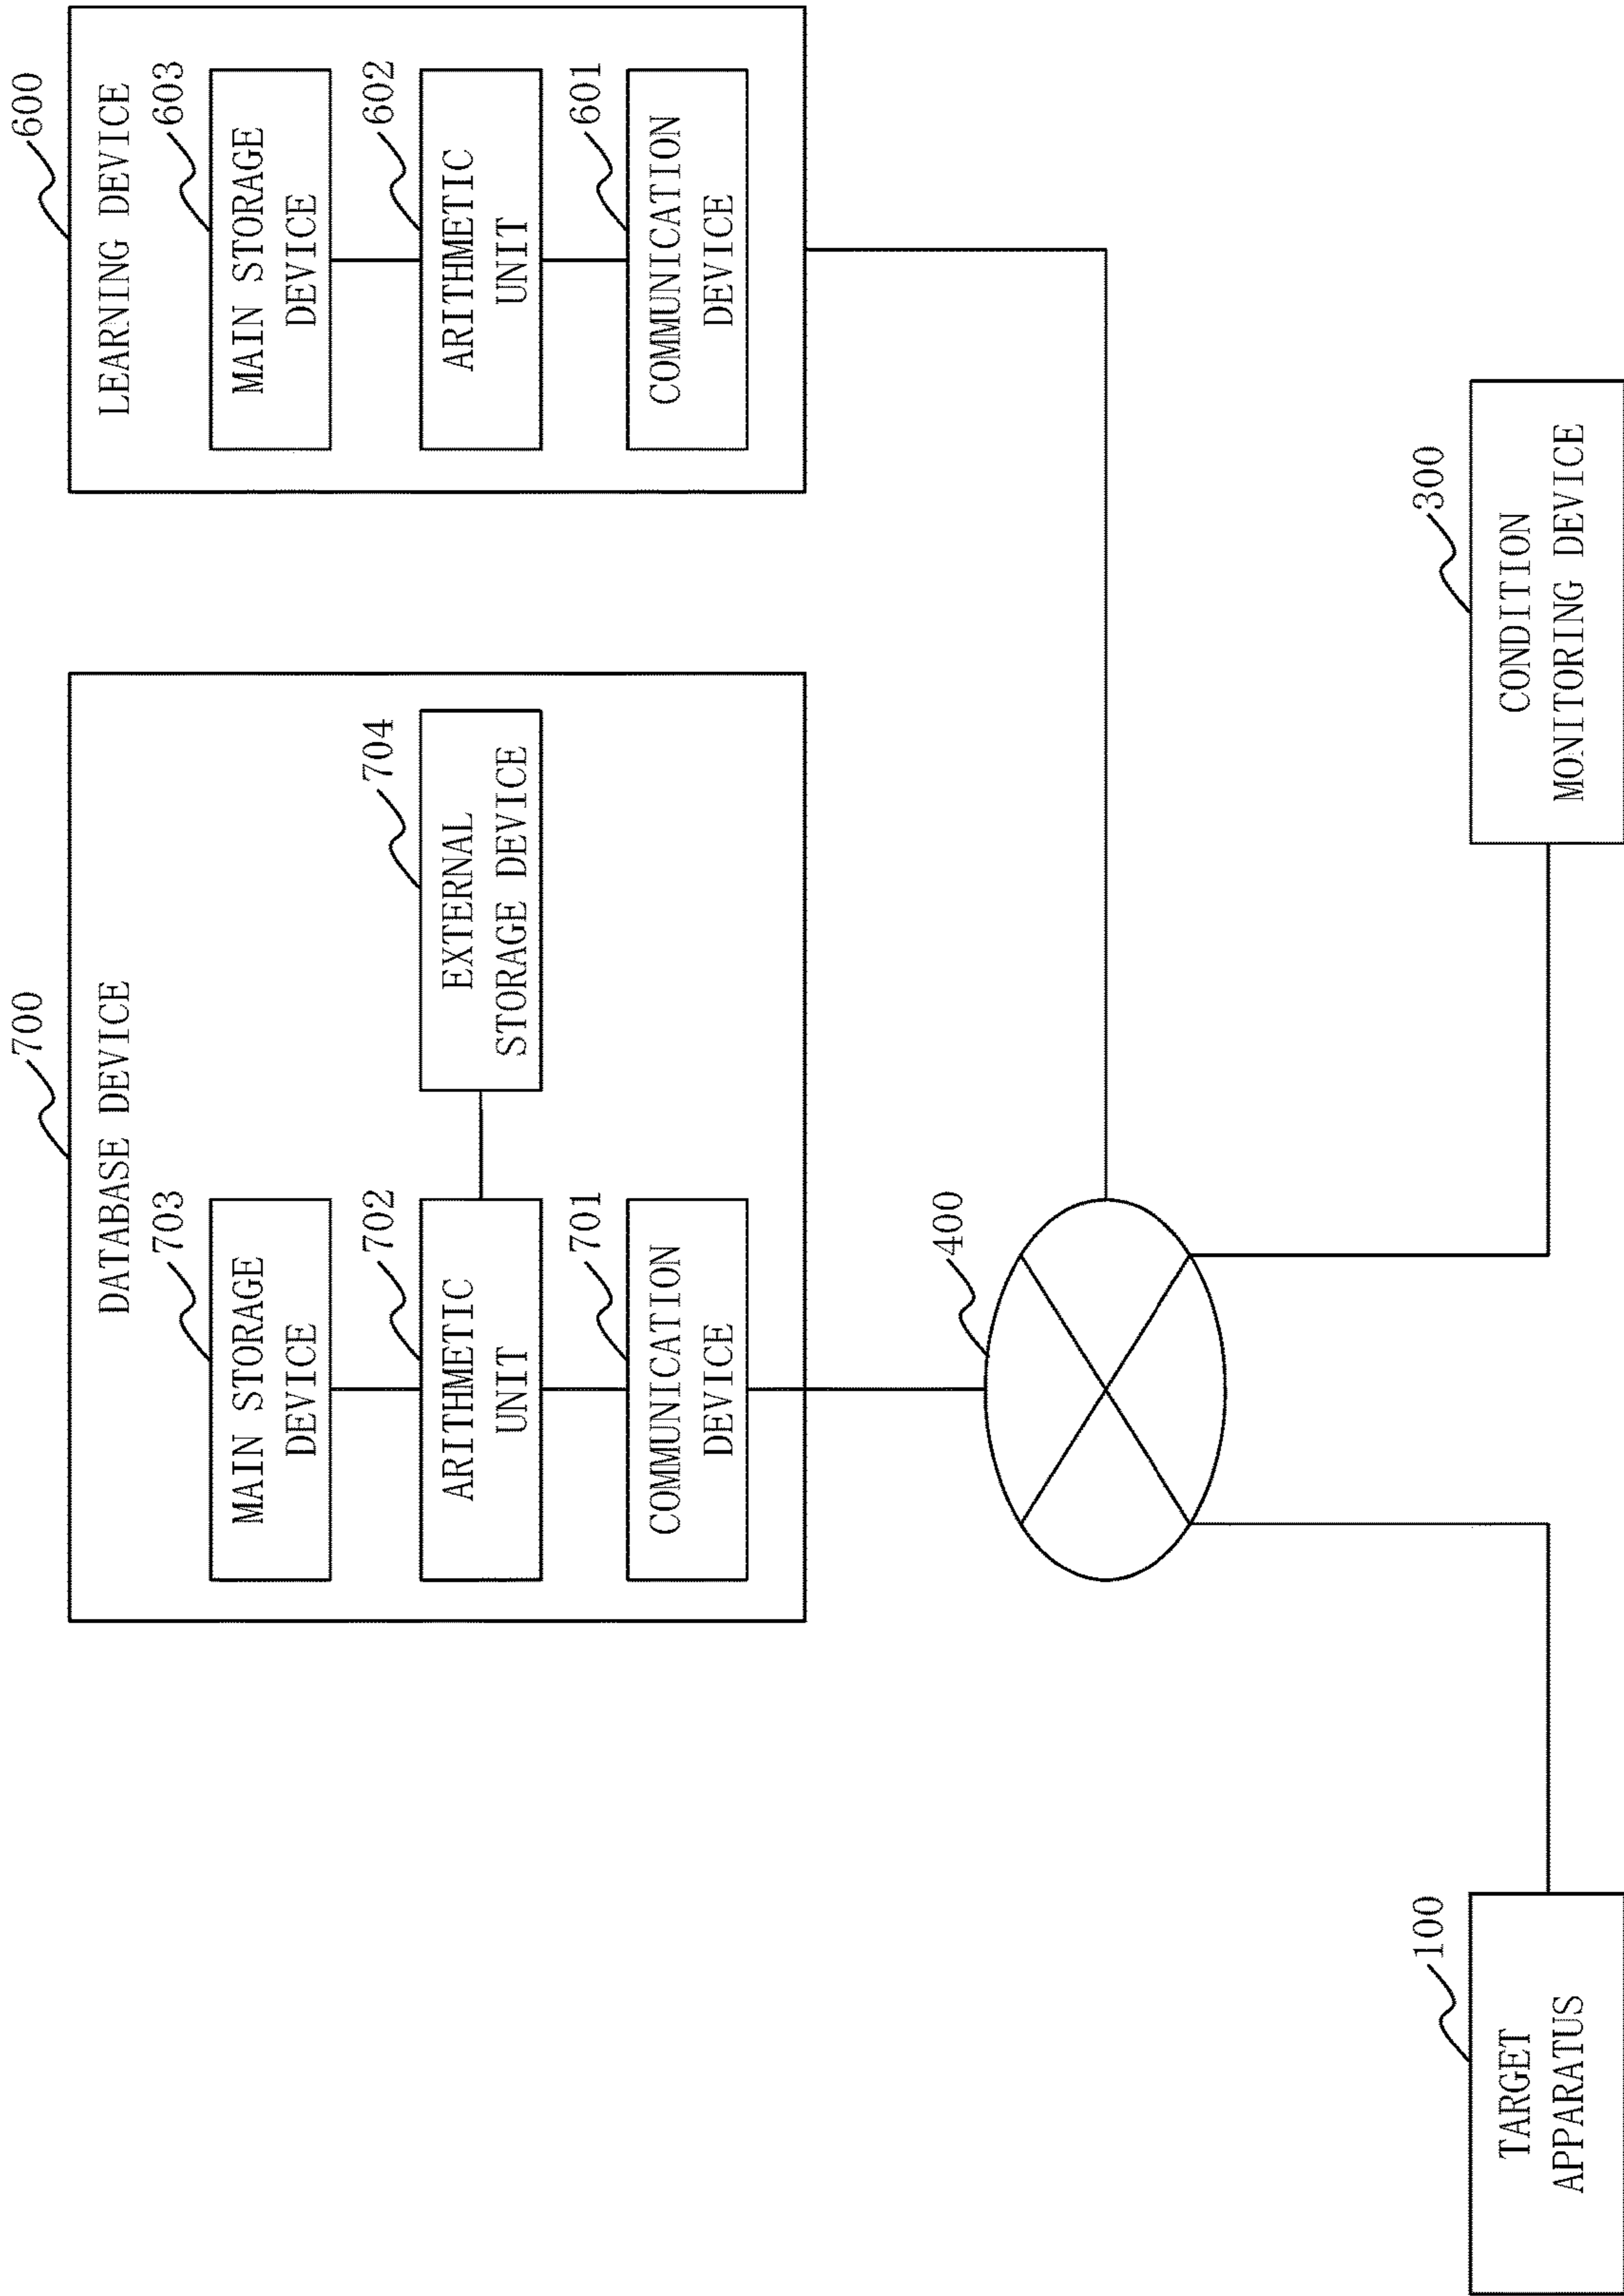 700
DATABASE DEVICE
703
MAIN STORAGE
DEVICE
702
ARITHMETIC
UNIT
704
EXTERNAL
STORAGE DEVICE
701
COMMUNICATION
DEVICE
600
LEARNING DEVICE
603
MAIN STORAGE
DEVICE
602
ARITHMETIC
UNIT
601
COMMUNICATION
DEVICE
400
100
TARGET
APPARATUS
300
CONDITION
MONITORING DEVICE